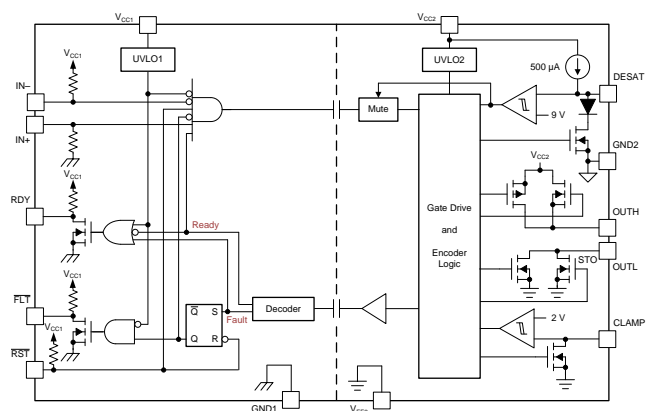 VCC1
VCC2
UVLO1
UVLO2
500 µA
DESAT
VCC1
IN–
IN+
Mute
9 V
GND2
VCC1
VCC2
RDY
Ready
Gate Drive
and
Encoder
Logic
OUTH
OUTL
STO
VCC1
FLT
Q S
Fault
Decoder
2 V
CLAMP
VCC1
Q R
RST
GND1